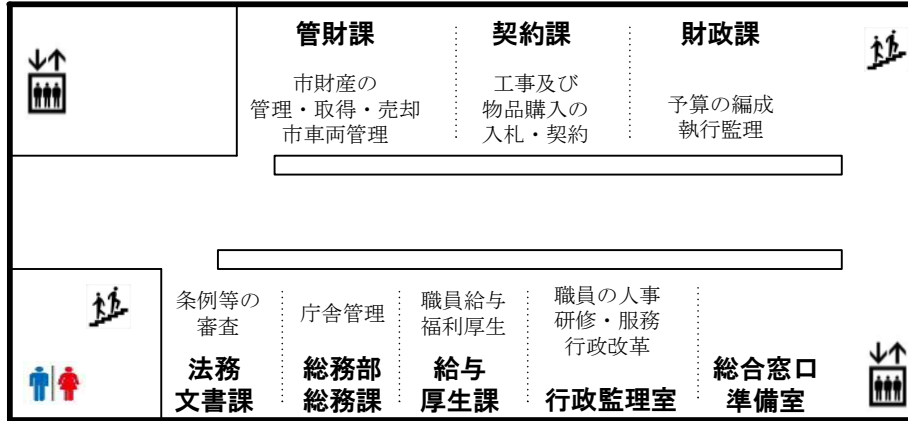 管財課
市財産の
管理・取得・売却
市車両管理
契約課
工事及び
物品購入の
入札・契約
財政課
予算の編成
執行監理
条例等の
審査
法務
文書課
庁舎管理
総務部
総務課
職員給与
福利厚生
給与
厚生課
職員の人事
研修・服務
行政改革
行政監理室
総合窓口
準備室